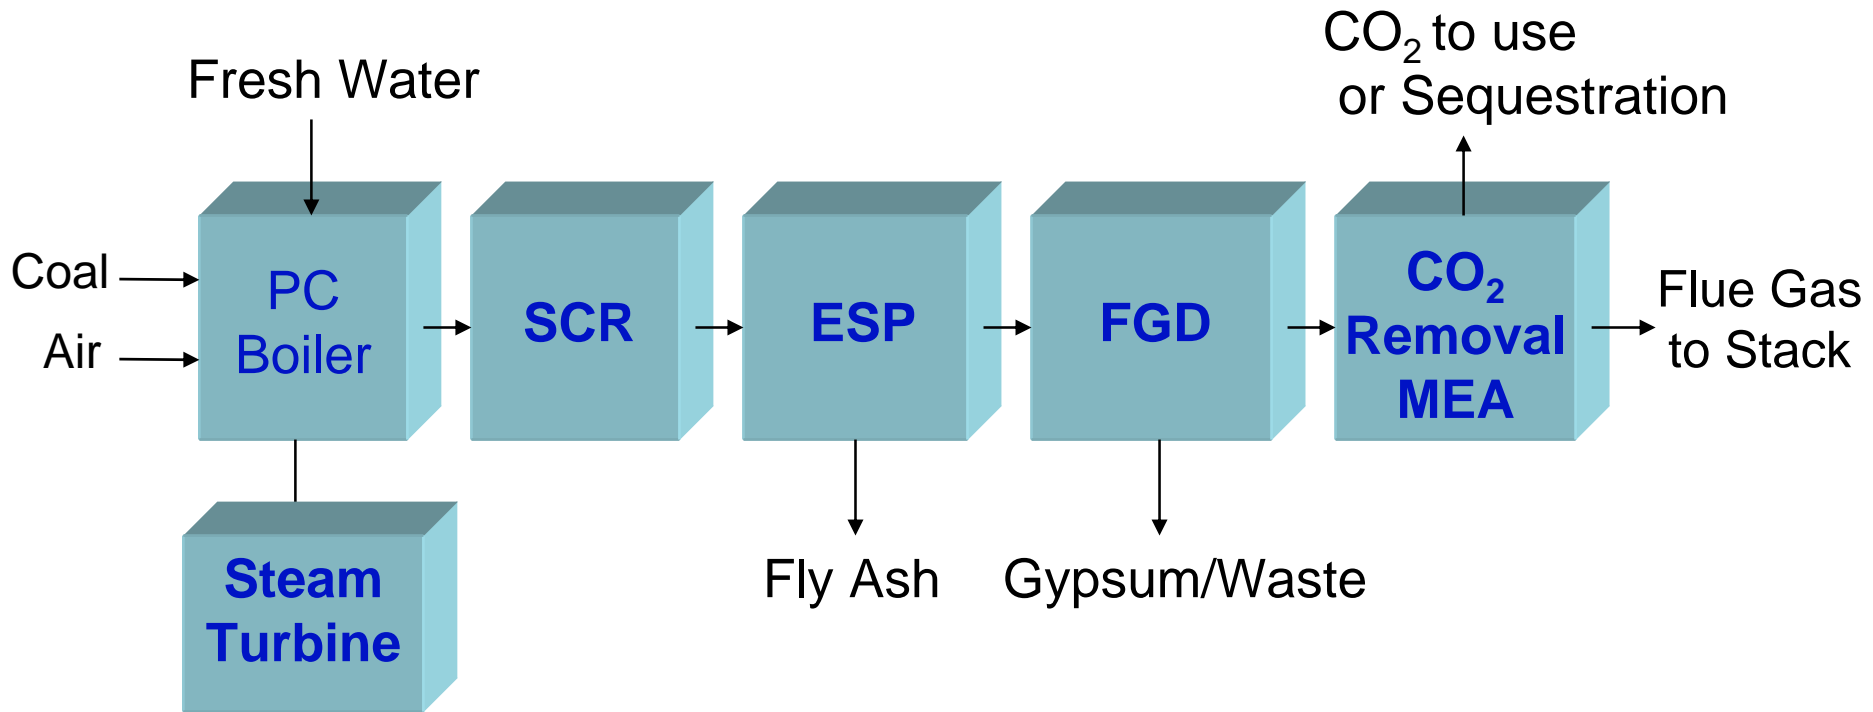 CO₂ to use
or Sequestration
Fresh Water
Coal
Air
PC
Boiler
SCR
ESP
FGD
CO₂
Removal
MEA
Flue Gas
to Stack
Steam
Turbine
Fly Ash
Gypsum/Waste